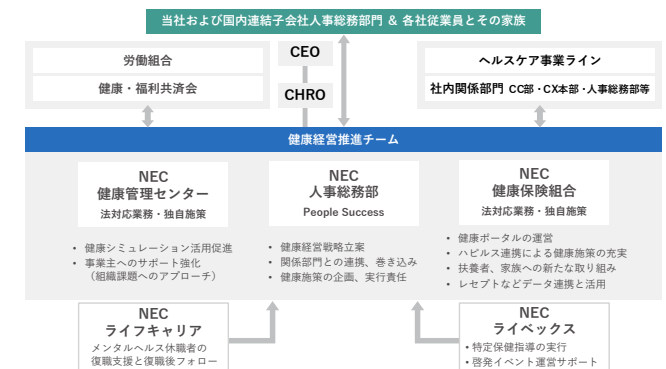 当社および国内連結子会社人事総務部門 & 各社従業員とその家族
労働組合
健康・福利共済会
CEO
CHRO
ヘルスケア事業ライン
社内関係部門 CC部・CX本部・人事総務部等
健康経営推進チーム
NEC
健康管理センター
法対応業務・独自施策
• 健康シミュレーション活用促進
• 事業主へのサポート強化
（組織課題へのアプローチ）
NEC
人事総務部
People Success
• 健康経営戦略立案
• 関係部門との連携、巻き込み
• 健康施策の企画、実行責任
NEC
健康保険組合
法対応業務・独自施策
• 健康ポータルの運営
• ハピルス連携による健康施策の充実
• 扶養者、家族への新たな取り組み
• レセプトなどデータ連携と活用
NEC
ライフキャリア
メンタルヘルス休職者の
復職支援と復職後フォロー
NEC
ライベックス
• 特定保健指導の実行
• 啓発イベント運営サポート